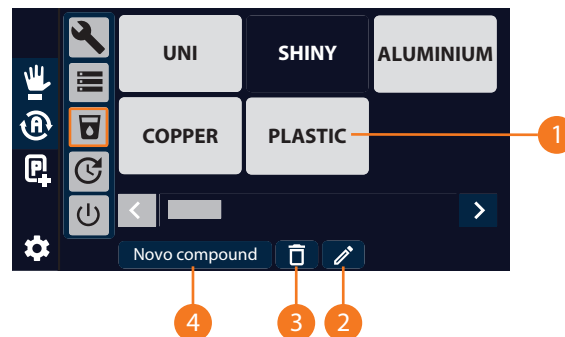 UNI SHINY ALUMINIUM
COPPER PLASTIC
1
A
P
Novo compound
4 3 2